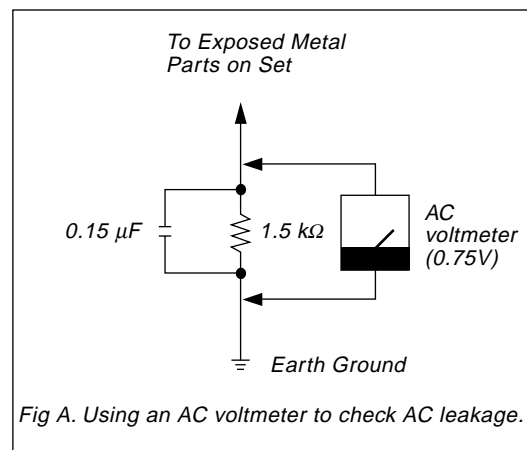 To Exposed Metal
Parts on Set
0.15 μF
1.5 kΩ
AC
voltmeter
(0.75V)
Earth Ground
Fig A. Using an AC voltmeter to check AC leakage.